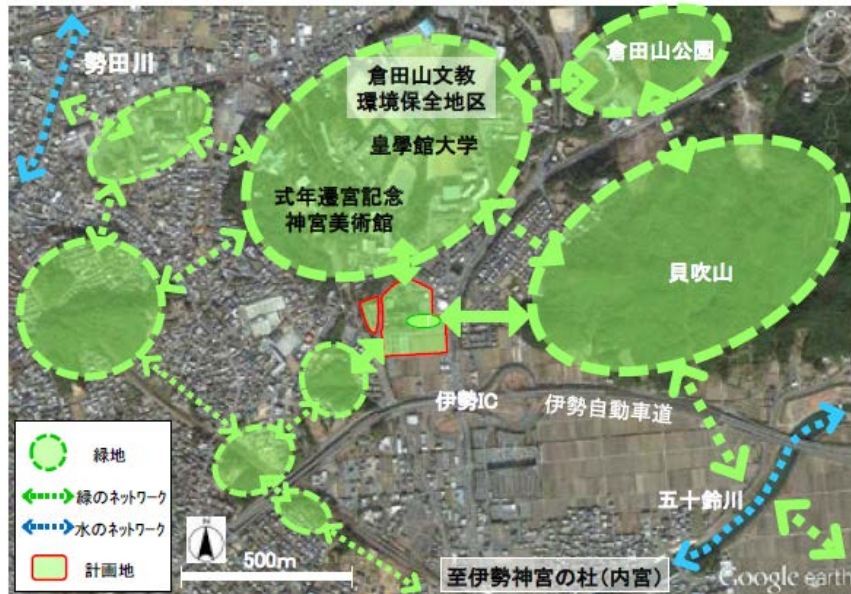 勢田川
倉田山公園
倉田山文教
環境保全地区
皇學館大学
式年遷宮記念
神宮美術館
貝吹山
伊勢IC
伊勢自動車道
五十鈴川
緑地
緑のネットワーク
水のネットワーク
計画地
N
500m
至伊勢神宮の杜(内宮)
Google earth